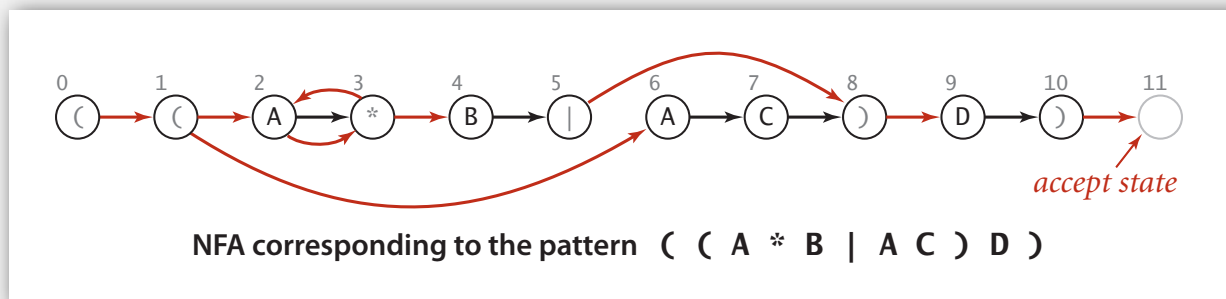 0 1 2 3 4 5 6 7 8 9 10 11
( ( A * B | A C ) D )
accept state
NFA corresponding to the pattern ( ( A * B | A C ) D )